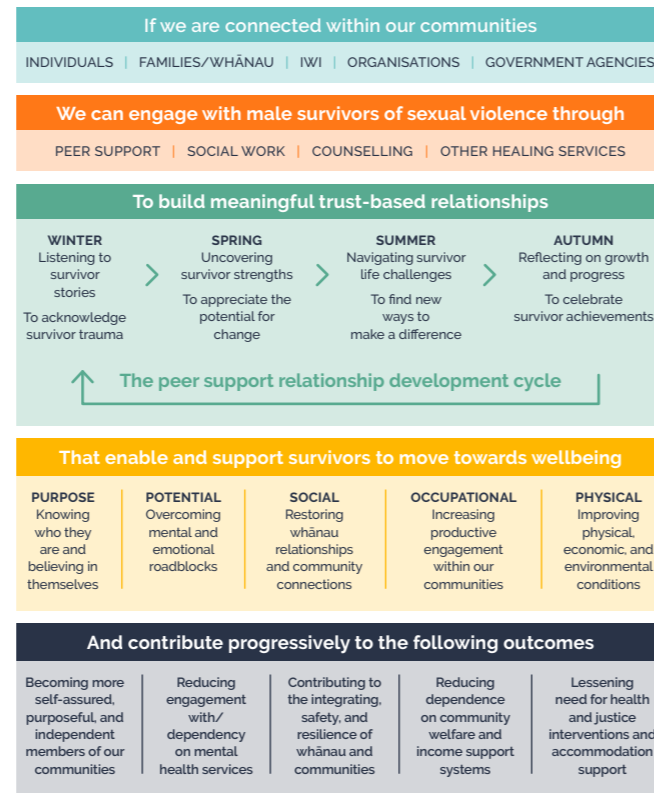 If we are connected within our communities
INDIVIDUALS | FAMILIES/WHĀNAU | IWI | ORGANISATIONS | GOVERNMENT AGENCIES
We can engage with male survivors of sexual violence through
PEER SUPPORT | SOCIAL WORK | COUNSELLING | OTHER HEALING SERVICES
To build meaningful trust-based relationships
WINTER
Listening to
survivor
stories
To acknowledge
survivor trauma
SPRING
Uncovering
survivor strengths
To appreciate the
potential for
change
SUMMER
Navigating survivor
life challenges
To find new
ways to
make a difference
AUTUMN
Reflecting on growth
and progress
To celebrate
survivor achievements
The peer support relationship development cycle
That enable and support survivors to move towards wellbeing
PURPOSE
Knowing
who they
are and
believing in
themselves
POTENTIAL
Overcoming
mental and
emotional
roadblocks
SOCIAL
Restoring
whānau
relationships
and community
connections
OCCUPATIONAL
Increasing
productive
engagement
within our
communities
PHYSICAL
Improving
physical,
economic, and
environmental
conditions
And contribute progressively to the following outcomes
Becoming more
self-assured,
purposeful, and
independent
members of our
communities
Reducing
engagement
with/
dependency
on mental
health services
Contributing to
the integrating,
safety, and
resilience of
whānau and
communities
Reducing
dependence
on community
welfare and
income support
systems
Lessening
need for health
and justice
interventions and
accommodation
support